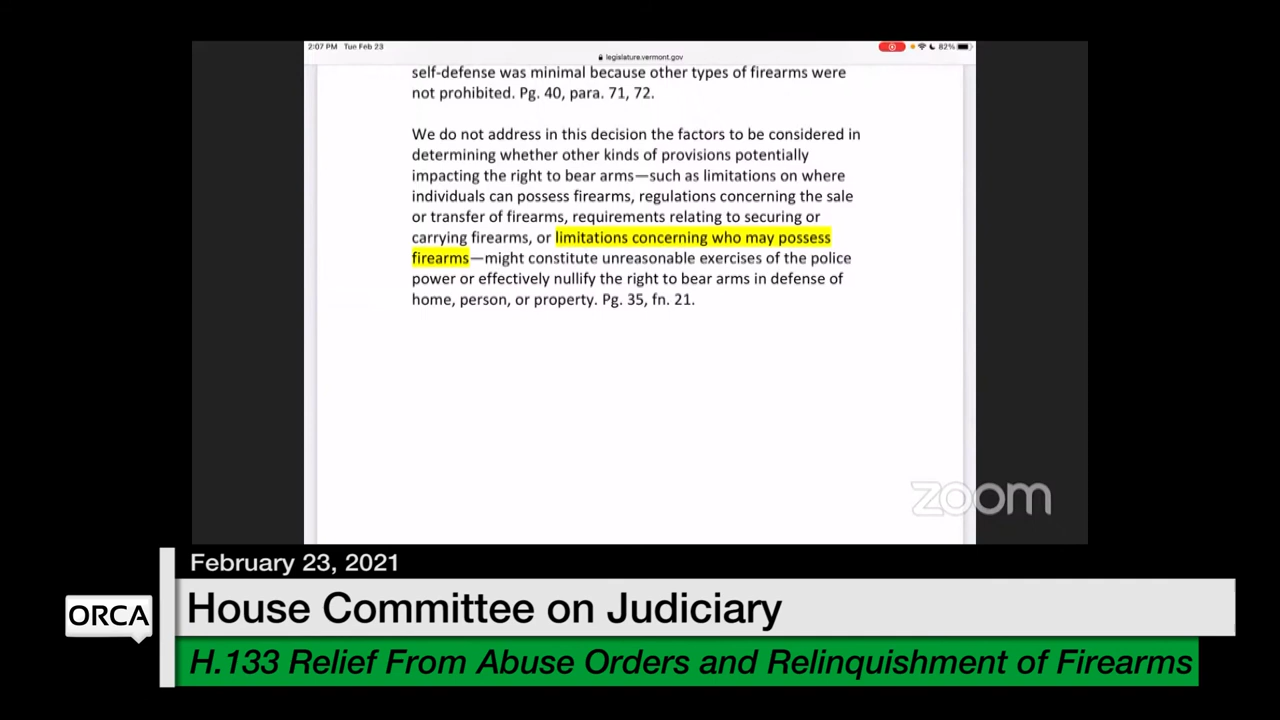 2:07 PM Tue Feb 23
82%
legislature.vermont.gov
self-defense was minimal because other types of firearms were
not prohibited. Pg. 40, para. 71, 72.
We do not address in this decision the factors to be considered in
determining whether other kinds of provisions potentially
impacting the right to bear arms—such as limitations on where
individuals can possess firearms, regulations concerning the sale
or transfer of firearms, requirements relating to securing or
carrying firearms, or limitations concerning who may possess
firearms—might constitute unreasonable exercises of the police
power or effectively nullify the right to bear arms in defense of
home, person, or property. Pg. 35, fn. 21.
zoom
February 23, 2021
ORCA
House Committee on Judiciary
H.133 Relief From Abuse Orders and Relinquishment of Firearms